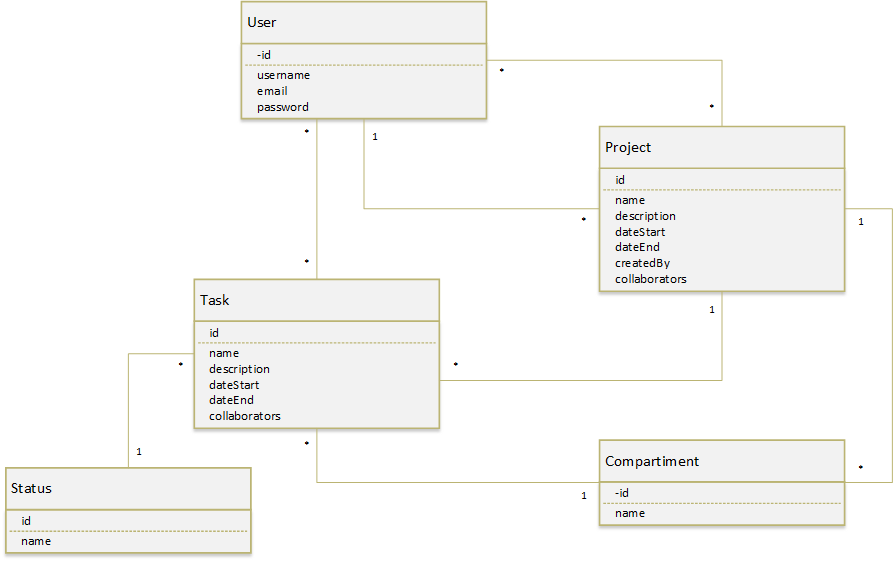 User
-id
username
email
password
*
*
*
1
Project
id
name
description
dateStart
dateEnd
createdBy
collaborators
*
1
*
Task
id
name
description
dateStart
dateEnd
collaborators
1
*
*
*
1
Status
id
name
1
*
Compartiment
-id
name